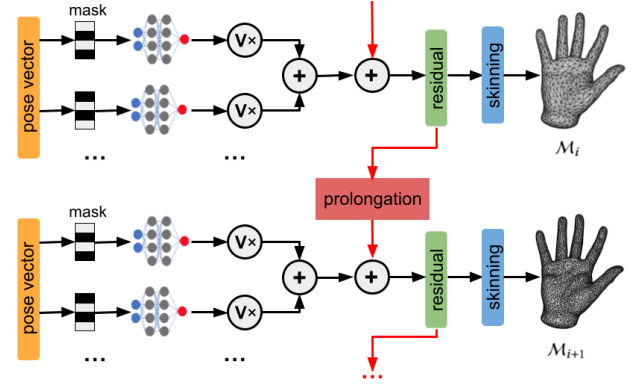 mask
pose vector
V×
+
+
residual
skinning
V×
...
...
M_i
prolongation
mask
pose vector
V×
+
+
residual
skinning
V×
...
...
...
M_{i+1}